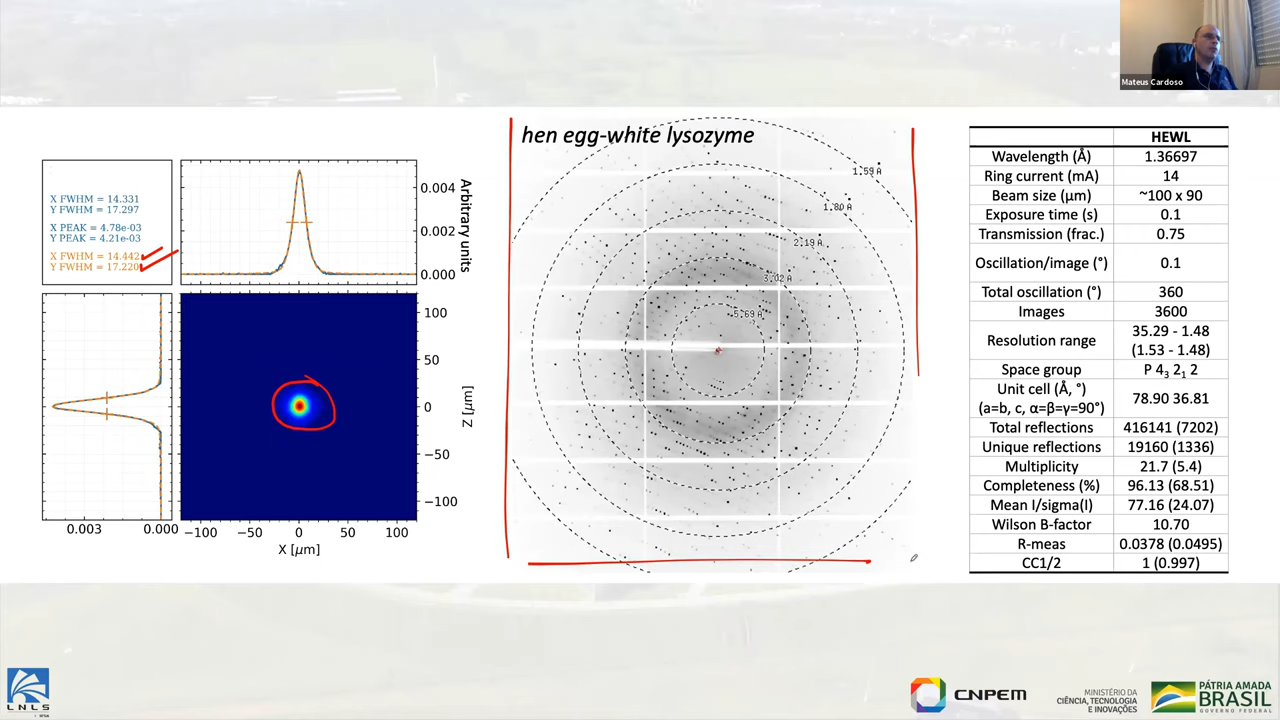 Mateus Cardoso
hen egg-white lysozyme
X FWHM = 14.331
Y FWHM = 17.297
X PEAK = 4.78e-03
Y PEAK = 4.21e-03
X FWHM = 14.442
Y FWHM = 17.220
0.004
0.002
0.000
Arbitrary units
100
50
0
−50
−100
Z [μm]
0.003
0.000
−100
−50
0
50
100
X [μm]
1.59 A
1.80 A
2.19 A
3.02 A
5.69 A
HEWL
Wavelength (Å) 1.36697
Ring current (mA) 14
Beam size (μm) ~100 x 90
Exposure time (s) 0.1
Transmission (frac.) 0.75
Oscillation/image (°) 0.1
Total oscillation (°) 360
Images 3600
Resolution range 35.29 - 1.48
(1.53 - 1.48)
Space group P 4₃ 2₁ 2
Unit cell (Å, °)
(a=b, c, α=β=γ=90°) 78.90 36.81
Total reflections 416141 (7202)
Unique reflections 19160 (1336)
Multiplicity 21.7 (5.4)
Completeness (%) 96.13 (68.51)
Mean I/sigma(I) 77.16 (24.07)
Wilson B-factor 10.70
R-meas 0.0378 (0.0495)
CC1/2 1 (0.997)
LNLS
CNPEM
MINISTÉRIO DA
CIÊNCIA, TECNOLOGIA
E INOVAÇÕES
PÁTRIA AMADA
BRASIL
GOVERNO FEDERAL